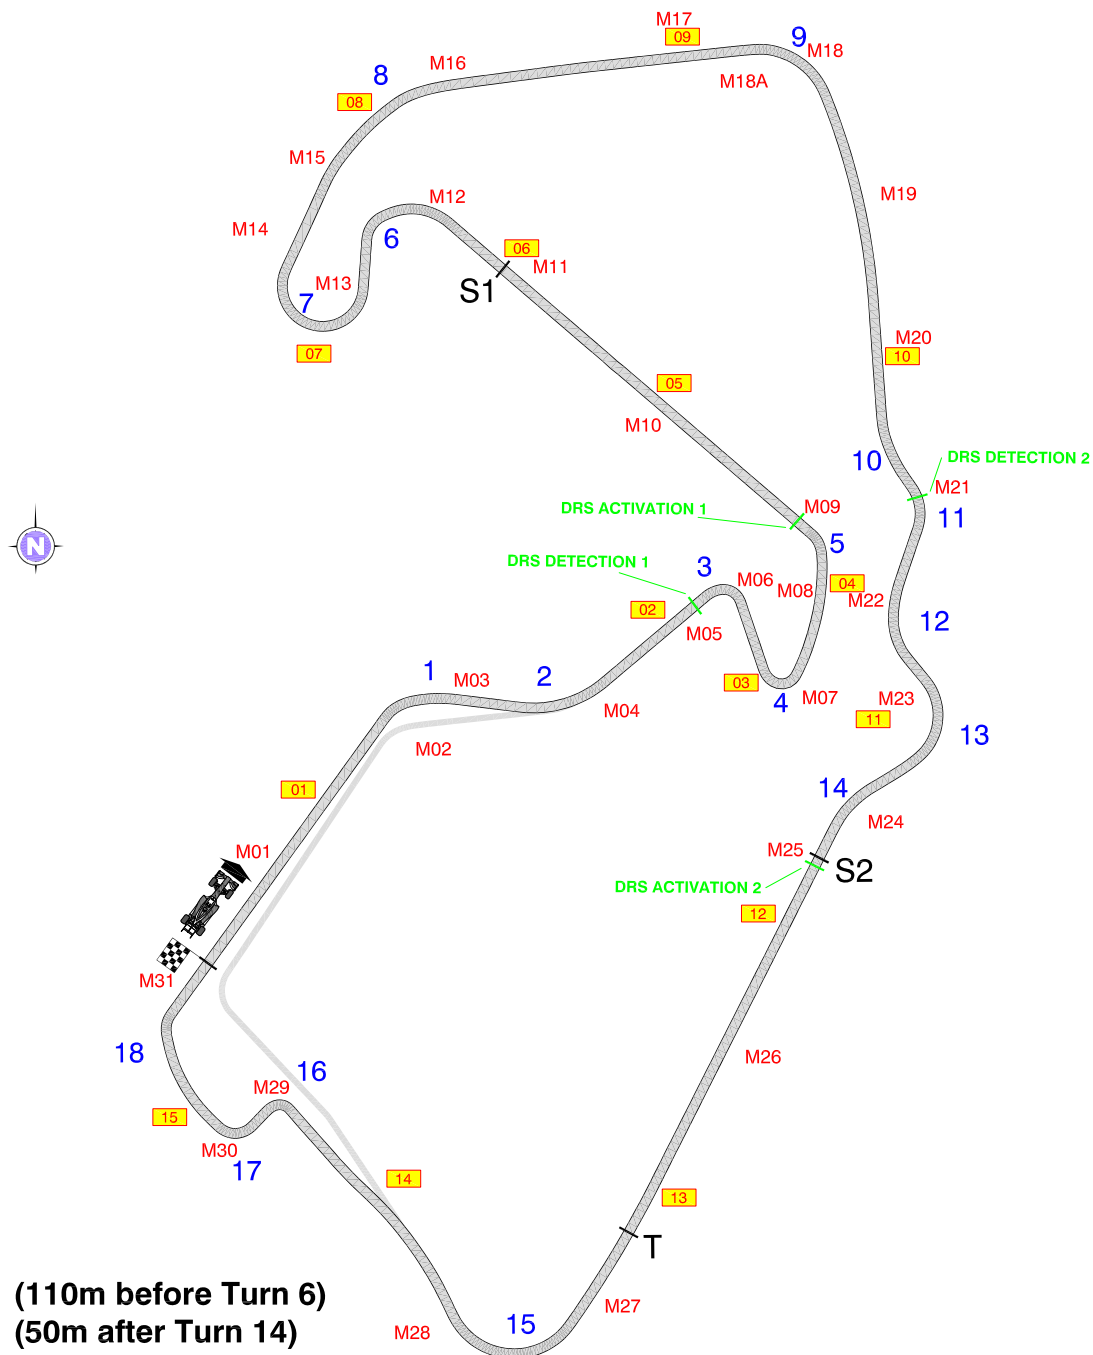 M17
09
9
M18
M16
8
M18A
08
M15
M19
M12
M14
6
06
M11
M13
S1
7
M20
07
10
05
M10
10
DRS DETECTION 2
M21
DRS ACTIVATION 1
M09
11
N
5
DRS DETECTION 1
3
M06
M08
04
M22
02
12
M05
1
M03
2
03
4
M07
M23
M04
11
13
M02
01
14
M24
M01
M25
S2
DRS ACTIVATION 2
12
M31
18
M26
16
M29
15
M30
17
14
13
T
(110m before Turn 6)
M27
15
(50m after Turn 14)
M28